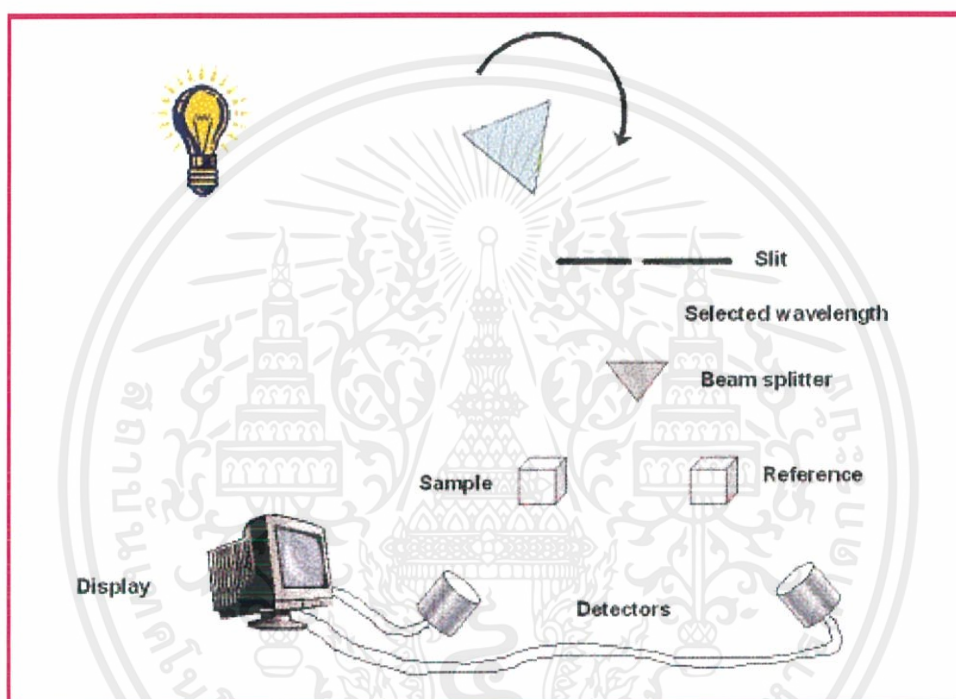 Slit
Selected wavelength
Beam splitter
Sample
Reference
Display
Detectors